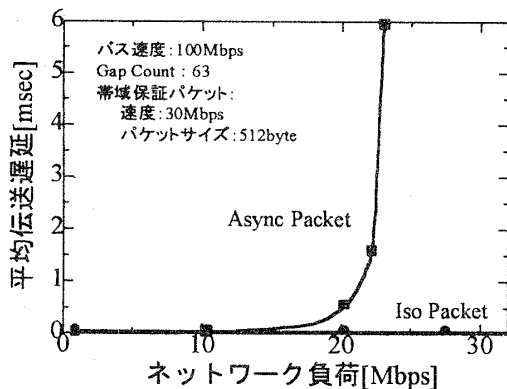 平均伝送遅延[msec]
6
5
4
3
2
1
0
バス速度:100Mbps
Gap Count : 63
帯域保証パケット:
速度:30Mbps
パケットサイズ:512byte
Async Packet
Iso Packet
0
10
20
30
ネットワーク負荷[Mbps]